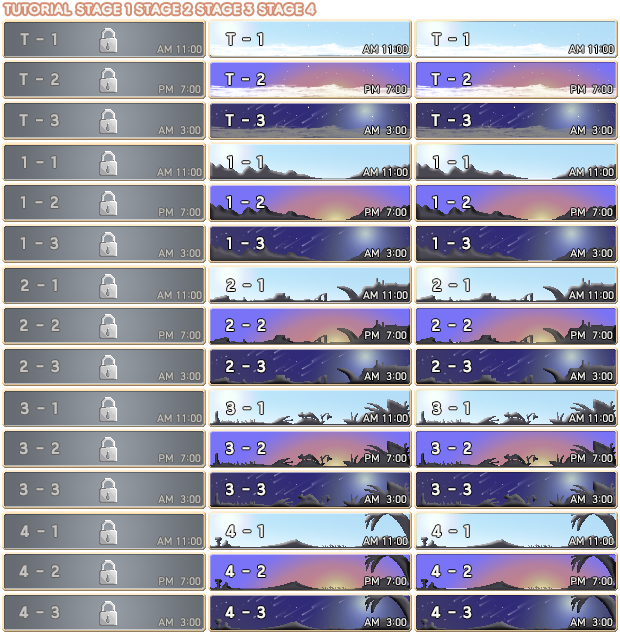 TUTORIAL STAGE 1 STAGE 2 STAGE 3 STAGE 4
T - 1 AM 11:00 T - 1 AM 11:00 T - 1 AM 11:00
T - 2 PM 7:00 T - 2 PM 7:00 T - 2 PM 7:00
T - 3 AM 3:00 T - 3 AM 3:00 T - 3 AM 3:00
1 - 1 AM 11:00 1 - 1 AM 11:00 1 - 1 AM 11:00
1 - 2 PM 7:00 1 - 2 PM 7:00 1 - 2 PM 7:00
1 - 3 AM 3:00 1 - 3 AM 3:00 1 - 3 AM 3:00
2 - 1 AM 11:00 2 - 1 AM 11:00 2 - 1 AM 11:00
2 - 2 PM 7:00 2 - 2 PM 7:00 2 - 2 PM 7:00
2 - 3 AM 3:00 2 - 3 AM 3:00 2 - 3 AM 3:00
3 - 1 AM 11:00 3 - 1 AM 11:00 3 - 1 AM 11:00
3 - 2 PM 7:00 3 - 2 PM 7:00 3 - 2 PM 7:00
3 - 3 AM 3:00 3 - 3 AM 3:00 3 - 3 AM 3:00
4 - 1 AM 11:00 4 - 1 AM 11:00 4 - 1 AM 11:00
4 - 2 PM 7:00 4 - 2 PM 7:00 4 - 2 PM 7:00
4 - 3 AM 3:00 4 - 3 AM 3:00 4 - 3 AM 3:00